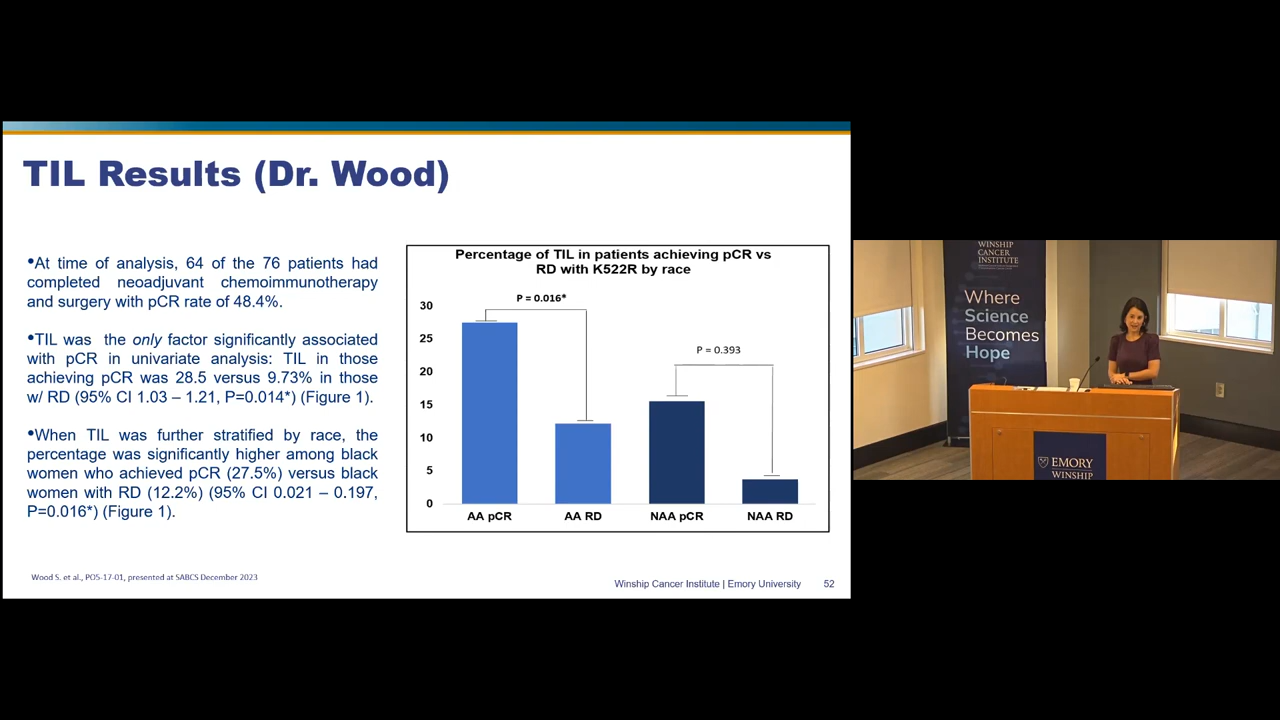 TIL Results (Dr. Wood)
•At time of analysis, 64 of the 76 patients had
completed neoadjuvant chemoimmunotherapy
and surgery with pCR rate of 48.4%.
•TIL was the only factor significantly associated
with pCR in univariate analysis: TIL in those
achieving pCR was 28.5 versus 9.73% in those
w/ RD (95% CI 1.03 – 1.21, P=0.014*) (Figure 1).
•When TIL was further stratified by race, the
percentage was significantly higher among black
women who achieved pCR (27.5%) versus black
women with RD (12.2%) (95% CI 0.021 – 0.197,
P=0.016*) (Figure 1).
Percentage of TIL in patients achieving pCR vs
RD with K522R by race
P = 0.016*
P = 0.393
30
25
20
15
10
5
0
AA pCR
AA RD
NAA pCR
NAA RD
Wood S. et al., PO5-17-01, presented at SABCS December 2023
Winship Cancer Institute | Emory University 52
WINSHIP
CANCER
INSTITUTE
Where
Science
Becomes
Hope
EMORY
WINSHIP